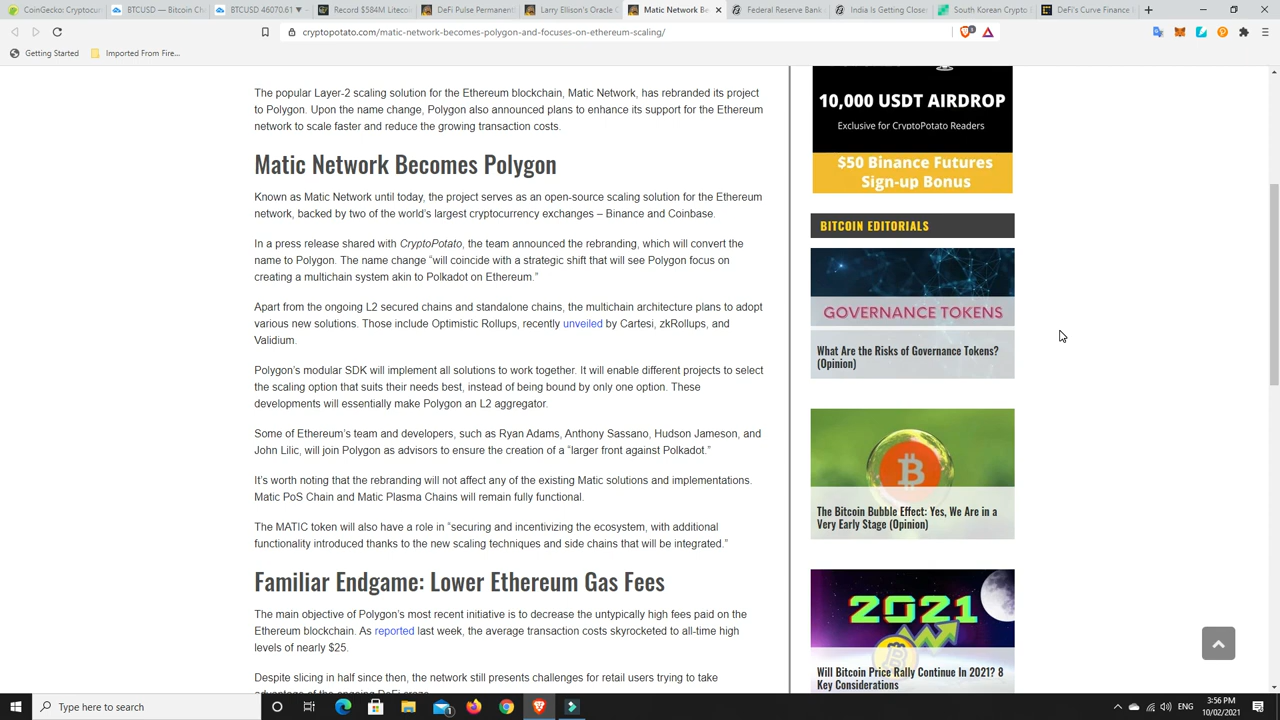 CoinGecko: Cryptocu
BTCUSD — Bitcoin Ch
BTCUSD 46070.61 ▼
Record $584M Litecoi
DeFi Pulse Permanent
Larry Ellison's Oracle C
Matic Network Be
Federal Reserve Bank
India Is Getting Closer
South Korean Crypto
DeFi's Curve Finance
cryptopotato.com/matic-network-becomes-polygon-and-focuses-on-ethereum-scaling/
Getting Started
Imported From Fire...
The popular Layer-2 scaling solution for the Ethereum blockchain, Matic Network, has rebranded its project
to Polygon. Upon the name change, Polygon also announced plans to enhance its support for the Ethereum
network to scale faster and reduce the growing transaction costs.
Matic Network Becomes Polygon
Known as Matic Network until today, the project serves as an open-source scaling solution for the Ethereum
network, backed by two of the world's largest cryptocurrency exchanges – Binance and Coinbase.
In a press release shared with CryptoPotato, the team announced the rebranding, which will convert the
name to Polygon. The name change “will coincide with a strategic shift that will see Polygon focus on
creating a multichain system akin to Polkadot on Ethereum.”
Apart from the ongoing L2 secured chains and standalone chains, the multichain architecture plans to adopt
various new solutions. Those include Optimistic Rollups, recently unveiled by Cartesi, zkRollups, and
Validium.
Polygon's modular SDK will implement all solutions to work together. It will enable different projects to select
the scaling option that suits their needs best, instead of being bound by only one option. These
developments will essentially make Polygon an L2 aggregator.
Some of Ethereum's team and developers, such as Ryan Adams, Anthony Sassano, Hudson Jameson, and
John Lilic, will join Polygon as advisors to ensure the creation of a “larger front against Polkadot.”
It's worth noting that the rebranding will not affect any of the existing Matic solutions and implementations.
Matic PoS Chain and Matic Plasma Chains will remain fully functional.
The MATIC token will also have a role in “securing and incentivizing the ecosystem, with additional
functionality introduced thanks to the new scaling techniques and side chains that will be integrated.”
Familiar Endgame: Lower Ethereum Gas Fees
The main objective of Polygon's most recent initiative is to decrease the untypically high fees paid on the
Ethereum blockchain. As reported last week, the average transaction costs skyrocketed to all-time high
levels of nearly $25.
Despite slicing in half since then, the network still presents challenges for retail users trying to take
10,000 USDT AIRDROP
Exclusive for CryptoPotato Readers
$50 Binance Futures
Sign-up Bonus
BITCOIN EDITORIALS
GOVERNANCE TOKENS
What Are the Risks of Governance Tokens?
(Opinion)
The Bitcoin Bubble Effect: Yes, We Are in a
Very Early Stage (Opinion)
2021
Will Bitcoin Price Rally Continue In 2021? 8
Key Considerations
Type here to search
ENG
3:56 PM
10/02/2021